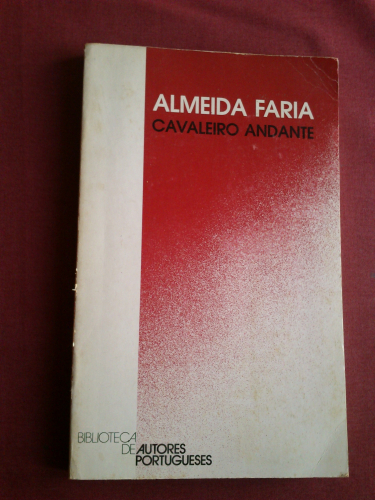 ALMEIDA FARIA
CAVALEIRO ANDANTE
BIBLIOTECA
DE AUTORES
PORTUGUESES